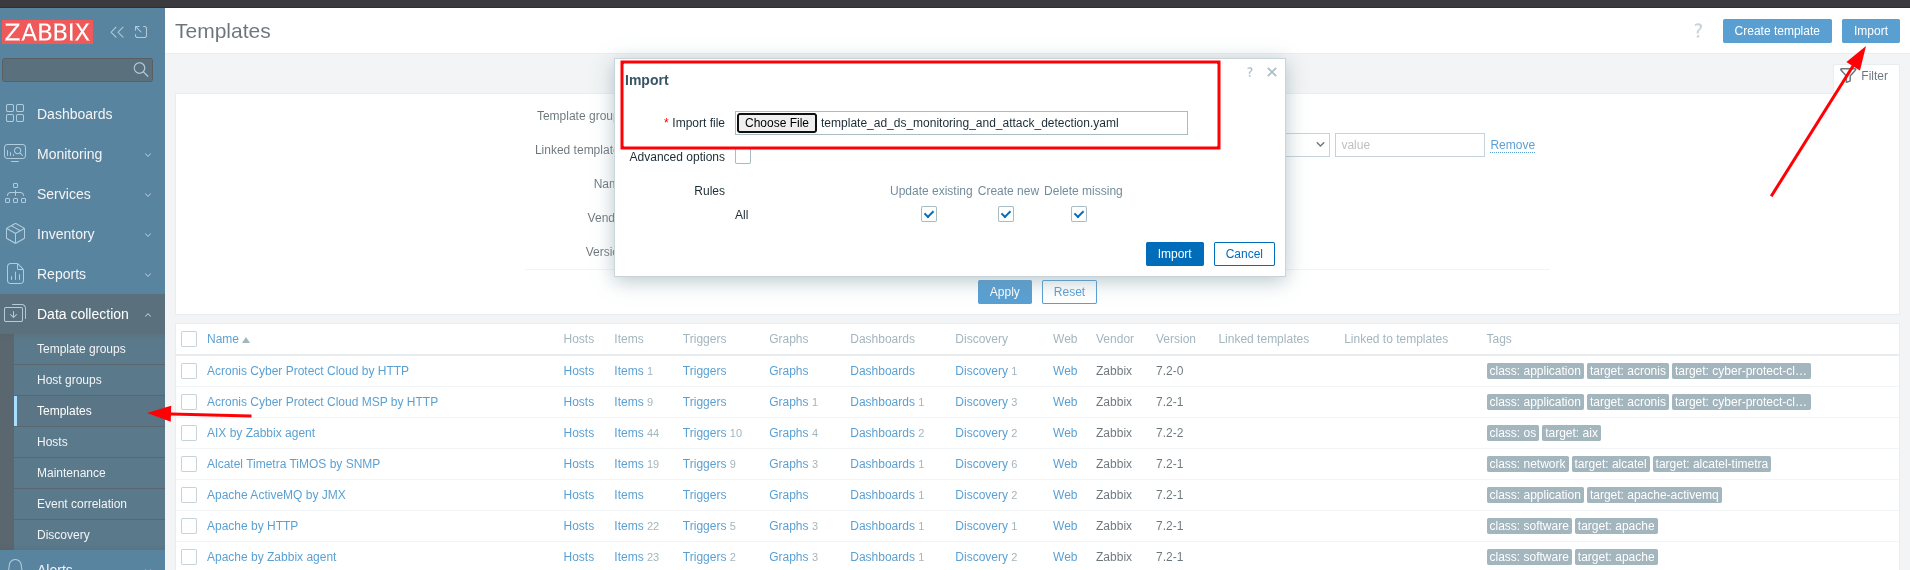 ZABBIX
Templates
?
Create template
Import
Filter
Dashboards
Monitoring
Services
Inventory
Reports
Data collection
Template groups
Host groups
Templates
Hosts
Maintenance
Event correlation
Discovery
Alerts
Import
?
* Import file Choose File template_ad_ds_monitoring_and_attack_detection.yaml
Advanced options
Rules Update existing Create new Delete missing
All
Import Cancel
value Remove
Apply Reset
Name Hosts Items Triggers Graphs Dashboards Discovery Web Vendor Version Linked templates Linked to templates Tags
Acronis Cyber Protect Cloud by HTTP Hosts Items 1 Triggers Graphs Dashboards Discovery 1 Web Zabbix 7.2-0 class: application target: acronis target: cyber-protect-cl…
Acronis Cyber Protect Cloud MSP by HTTP Hosts Items 9 Triggers Graphs 1 Dashboards 1 Discovery 3 Web Zabbix 7.2-1 class: application target: acronis target: cyber-protect-cl…
AIX by Zabbix agent Hosts Items 44 Triggers 10 Graphs 4 Dashboards 2 Discovery 2 Web Zabbix 7.2-2 class: os target: aix
Alcatel Timetra TiMOS by SNMP Hosts Items 19 Triggers 9 Graphs 3 Dashboards 1 Discovery 6 Web Zabbix 7.2-1 class: network target: alcatel target: alcatel-timetra
Apache ActiveMQ by JMX Hosts Items Triggers Graphs Dashboards 1 Discovery 2 Web Zabbix 7.2-1 class: application target: apache-activemq
Apache by HTTP Hosts Items 22 Triggers 5 Graphs 3 Dashboards 1 Discovery 1 Web Zabbix 7.2-1 class: software target: apache
Apache by Zabbix agent Hosts Items 23 Triggers 2 Graphs 3 Dashboards 1 Discovery 2 Web Zabbix 7.2-1 class: software target: apache